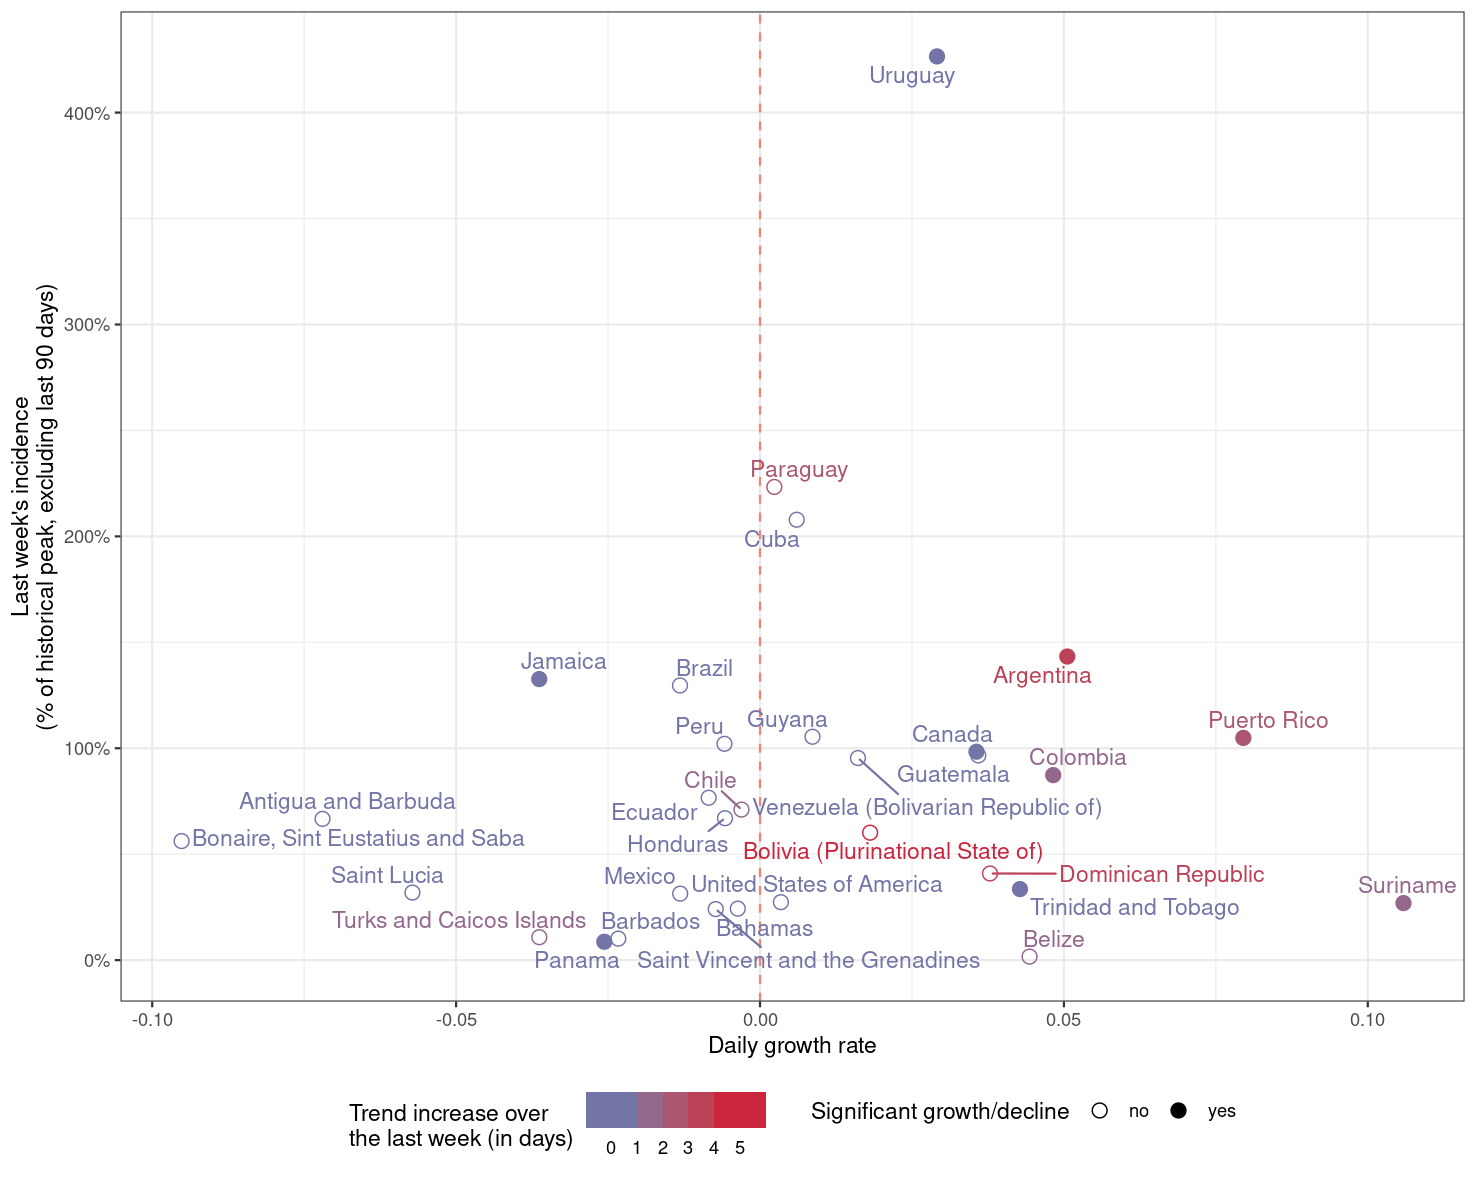 Uruguay
400%
300%
Last week's incidence
(% of historical peak, excluding last 90 days)
Paraguay
200%
Cuba
Jamaica
Brazil
Argentina
Guyana
Puerto Rico
Peru
Canada
100%
Colombia
Guatemala
Chile
Antigua and Barbuda
Venezuela (Bolivarian Republic of)
Ecuador
Bonaire, Sint Eustatius and Saba
Honduras
Bolivia (Plurinational State of)
Saint Lucia
Mexico
Dominican Republic
United States of America
Suriname
Trinidad and Tobago
Turks and Caicos Islands
Barbados
Bahamas
Belize
0%
Panama
Saint Vincent and the Grenadines
-0.10 -0.05 0.00 0.05 0.10
Daily growth rate
Trend increase over
the last week (in days)
0 1 2 3 4 5
Significant growth/decline no yes